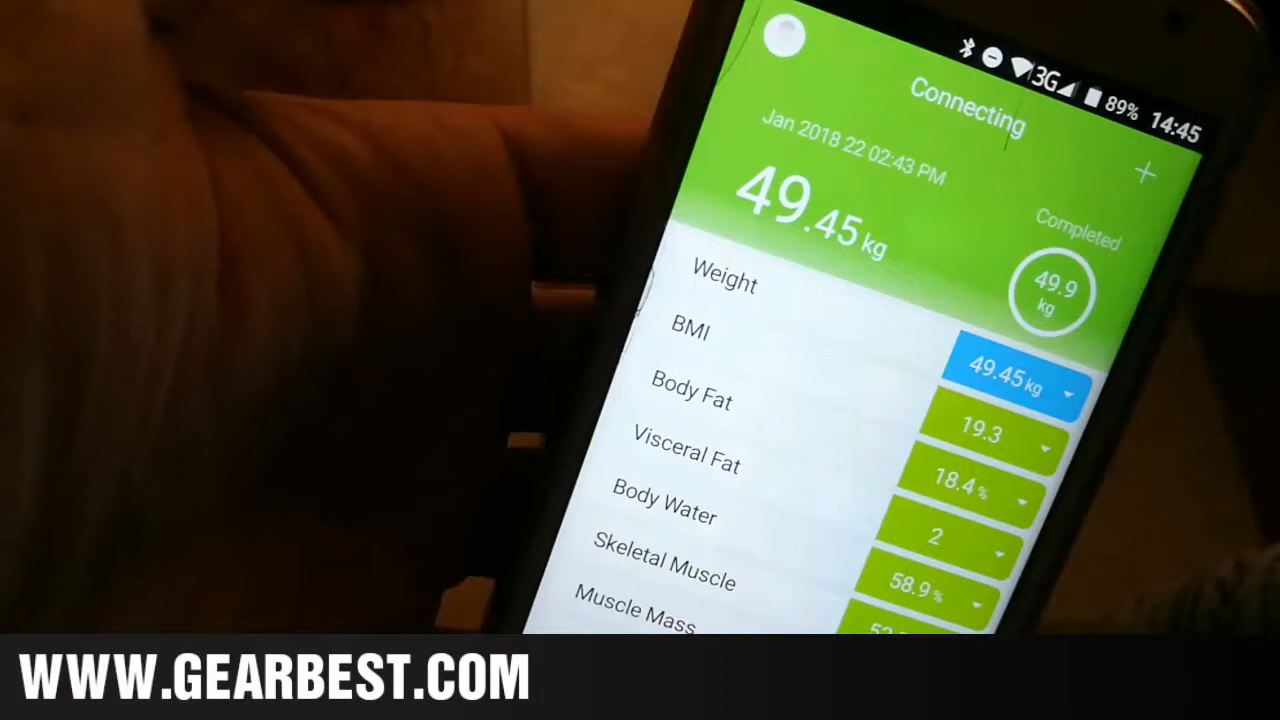 3G 89% 14:45
Connecting
Jan 2018 22 02:43 PM
49.45 kg
Completed
49.9
kg
Weight 49.45 kg
BMI 19.3
Body Fat 18.4 %
Visceral Fat 2
Body Water 58.9 %
Skeletal Muscle
Muscle Mass
WWW.GEARBEST.COM